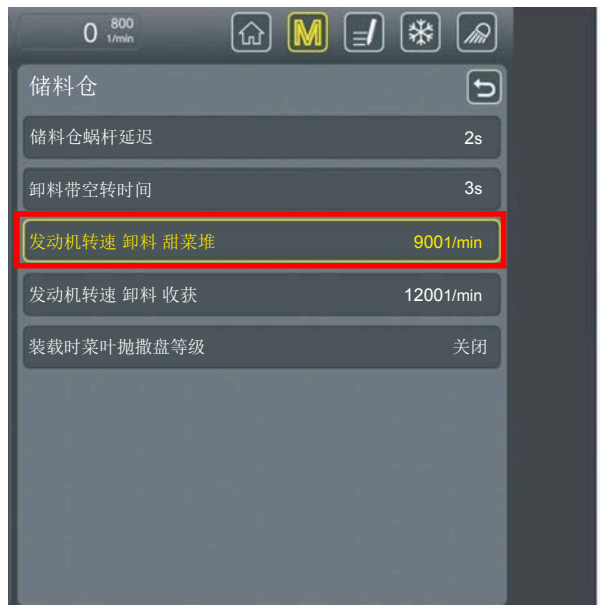 0 800
1/min
M
储料仓
储料仓蜗杆延迟 2s
卸料带空转时间 3s
发动机转速 卸料 甜菜堆 9001/min
发动机转速 卸料 收获 12001/min
装载时菜叶抛撒盘等级 关闭